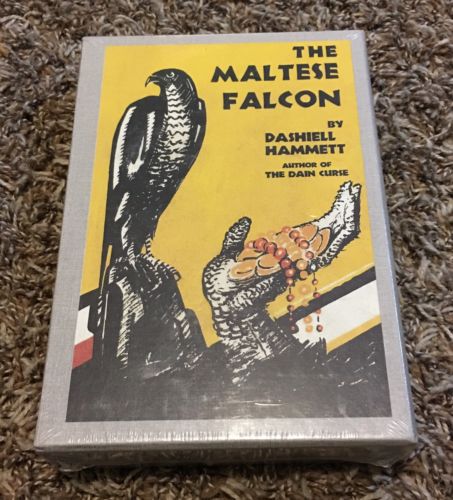 THE
MALTESE
FALCON
BY
DASHIELL
HAMMETT
AUTHOR OF
THE DAIN CURSE